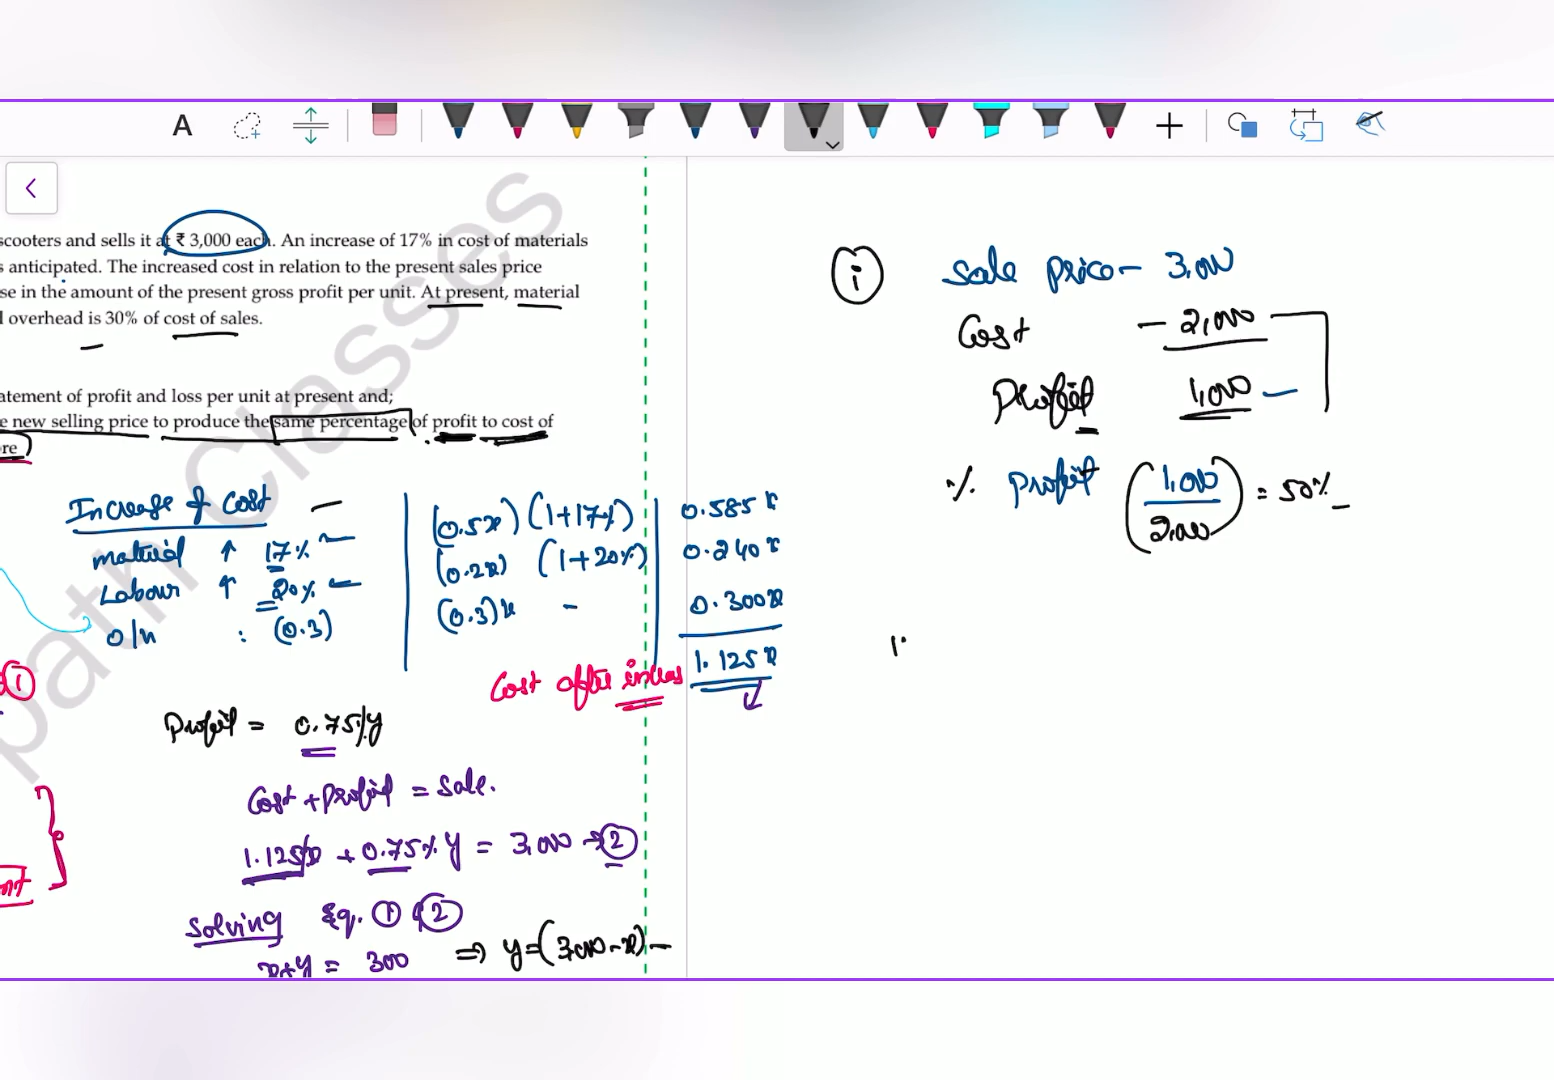 A
scooters and sells it at ₹ 3,000 each. An increase of 17% in cost of materials
s anticipated. The increased cost in relation to the present sales price
se in the amount of the present gross profit per unit. At present, material
l overhead is 30% of cost of sales.
atement of profit and loss per unit at present and;
e new selling price to produce the same percentage of profit to cost of
re
path Classes
Increase of Cost
material ↑ 17%
Labour ↑ 20%
O/H : (0.3)
(0.5x) (1+17%)
(0.2x) (1+20%)
(0.3)x -
0.585x
0.240x
0.300x
1.125x
Cost after increas
①
Profit = 0.75%y
Cost + Profit = Sale.
1.125x + 0.75%y = 3,000 → ②
Solving Eq. ① & ②
x+y = 300 ⇒ y=(3,000-x)
nt
ⓘ Sale price - 3,000
Cost - 2,000
Profit 1,000
% Profit (1,000/2,000) = 50%